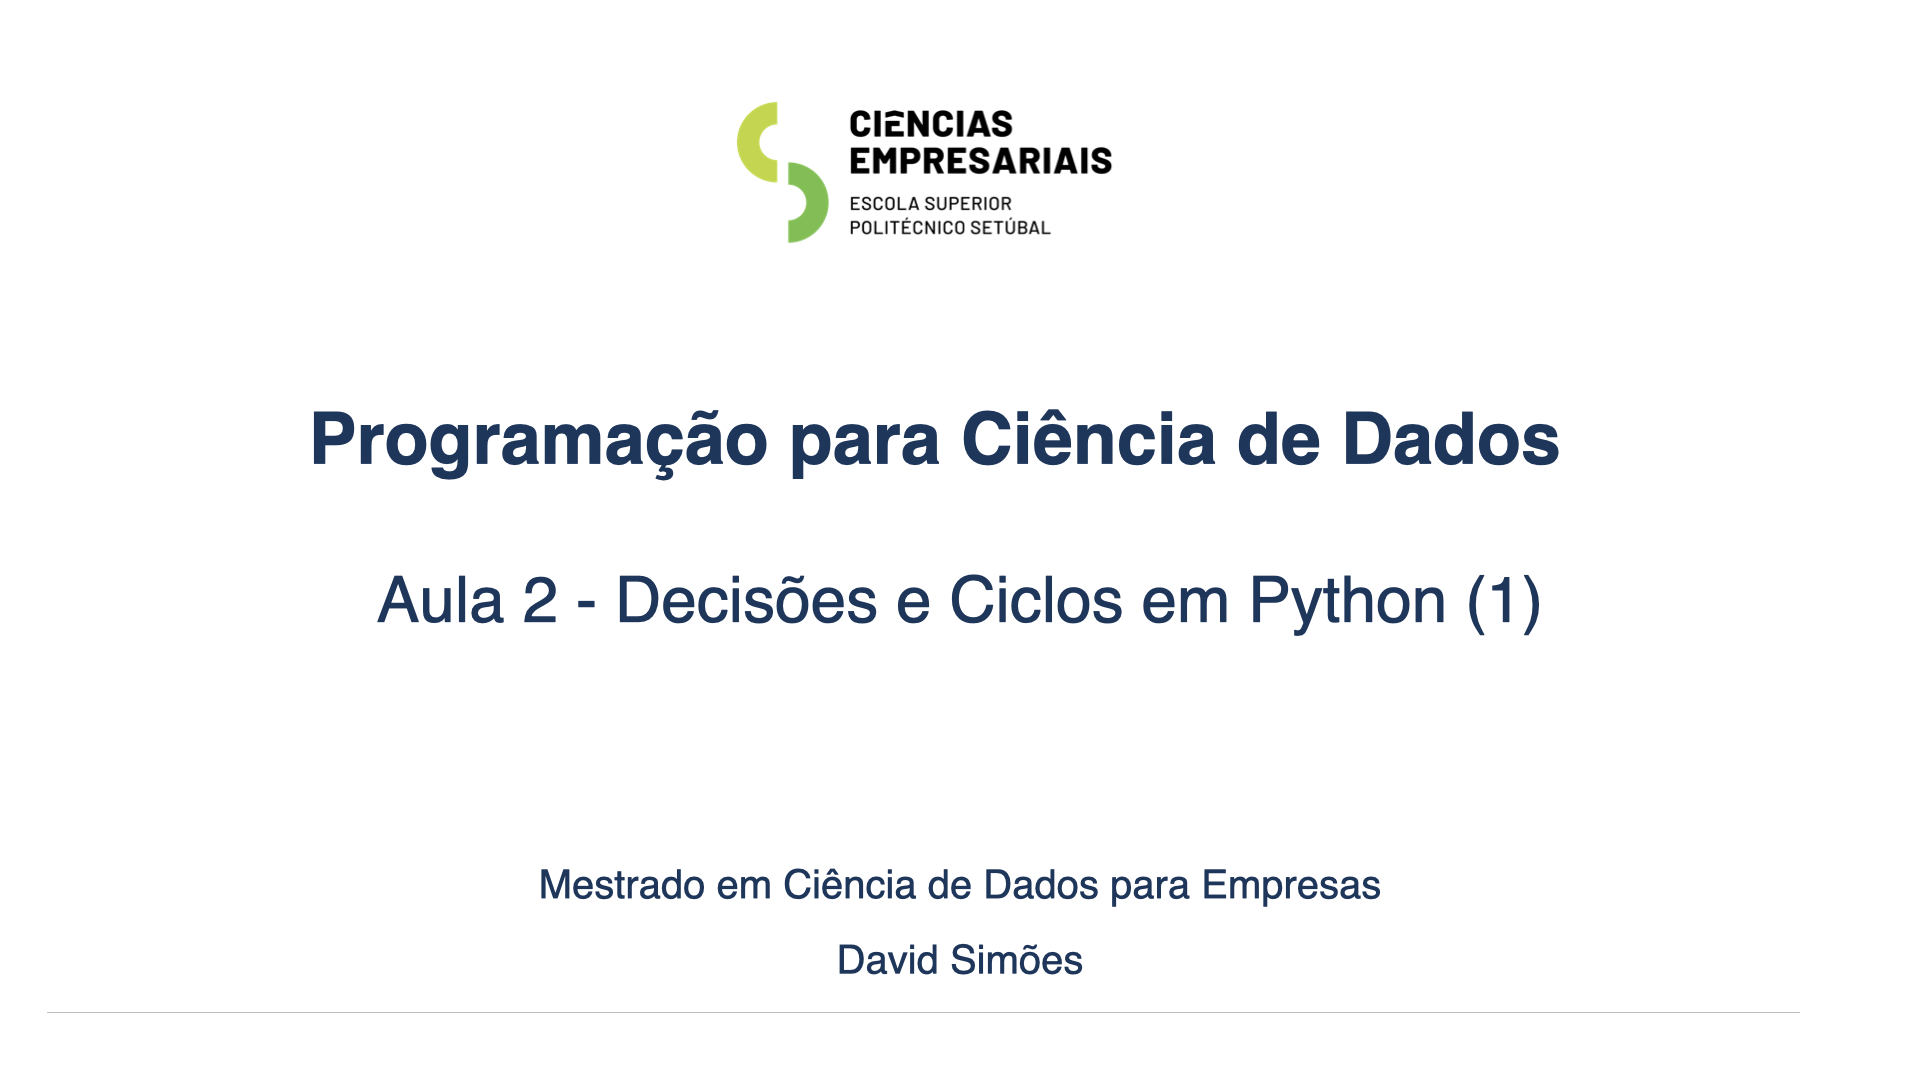 CIÊNCIAS
EMPRESARIAIS
ESCOLA SUPERIOR
POLITÉCNICO SETÚBAL
Programação para Ciência de Dados
Aula 2 - Decisões e Ciclos em Python (1)
Mestrado em Ciência de Dados para Empresas
David Simões